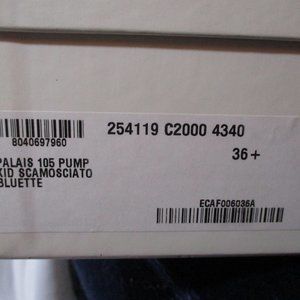 8040697960
254119 C2000 4340
36+
PALAIS 105 PUMP
KID SCAMOSCIATO
BLUETTE
ECAF006036A